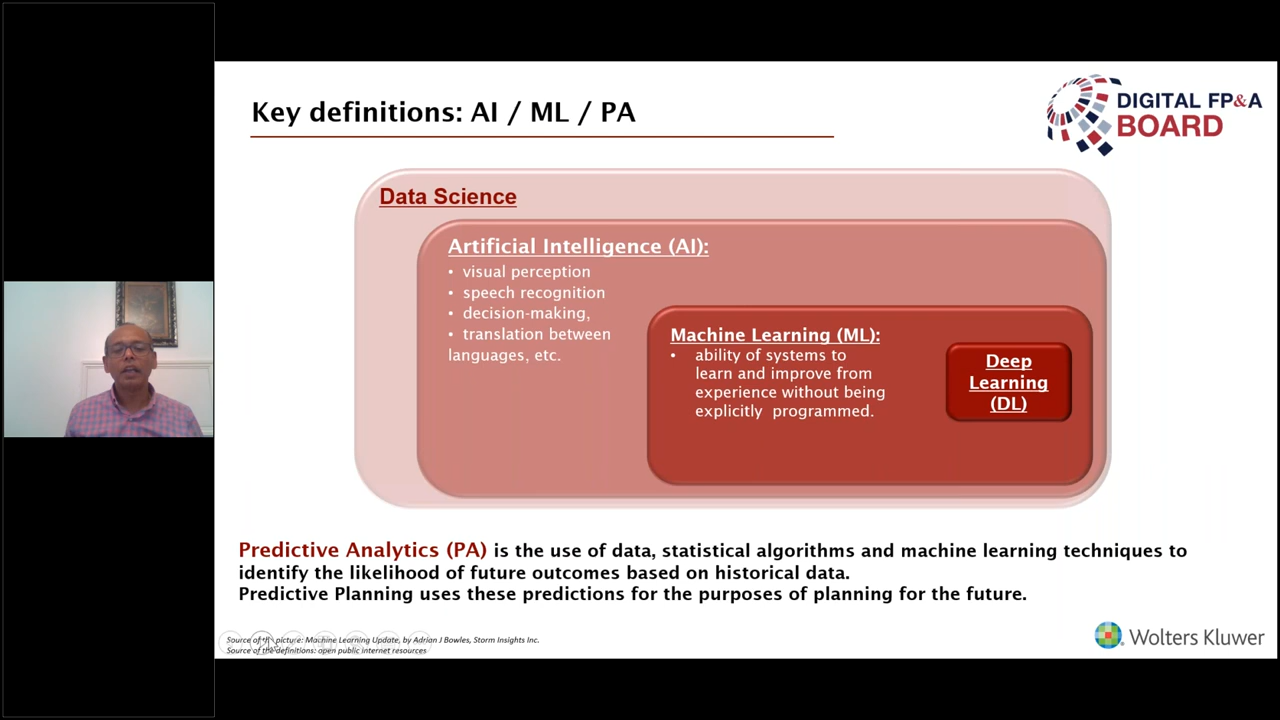 Key definitions: AI / ML / PA
DIGITAL FP&A
BOARD
Data Science
Artificial Intelligence (AI):
• visual perception
• speech recognition
• decision-making,
• translation between
languages, etc.
Machine Learning (ML):
• ability of systems to
learn and improve from
experience without being
explicitly programmed.
Deep
Learning
(DL)
Predictive Analytics (PA) is the use of data, statistical algorithms and machine learning techniques to
identify the likelihood of future outcomes based on historical data.
Predictive Planning uses these predictions for the purposes of planning for the future.
Source of the picture: Machine Learning Update, by Adrian J Bowles, Storm Insights Inc.
Source of the definitions: open public internet resources
Wolters Kluwer